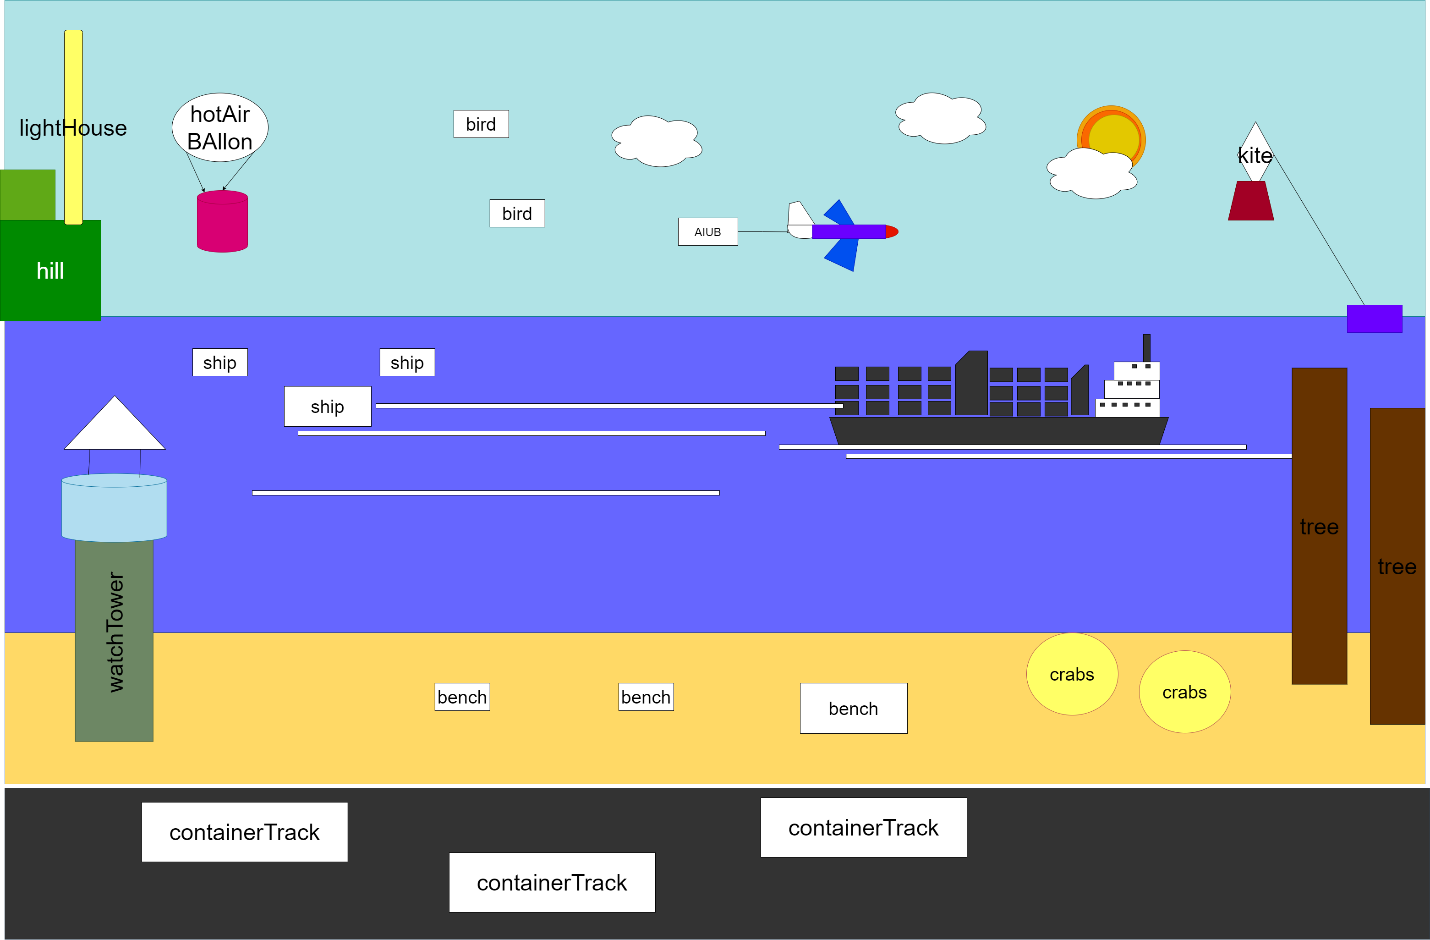 lightHouse
hotAir
BAllon
bird
kite
bird
AIUB
hill
ship
ship
ship
tree
tree
watchTower
bench
bench
bench
crabs
crabs
containerTrack
containerTrack
containerTrack